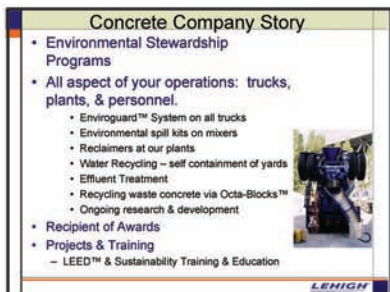 Concrete Company Story
• Environmental Stewardship
Programs
• All aspect of your operations: trucks,
plants, & personnel.
• Enviroguard™ System on all trucks
• Environmental spill kits on mixers
• Reclaimers at our plants
• Water Recycling – self containment of yards
• Effluent Treatment
• Recycling waste concrete via Octa-Blocks™
• Ongoing research & development
• Recipient of Awards
• Projects & Training
– LEED™ & Sustainability Training & Education
LEHIGH